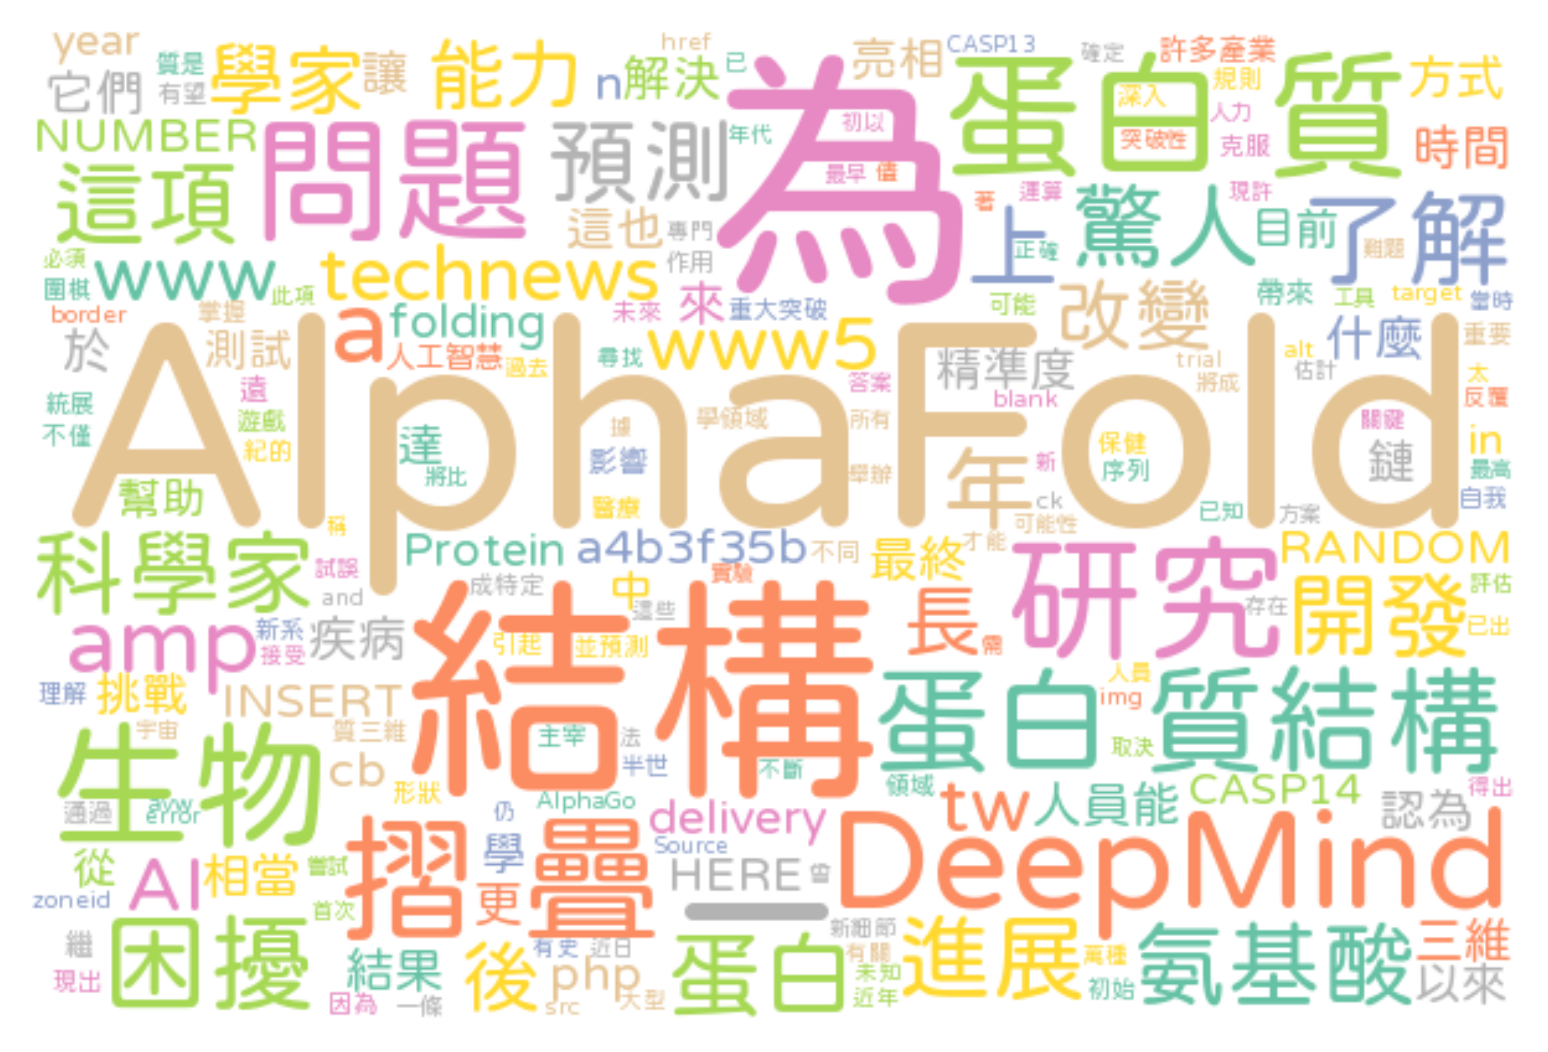 year
質是
學家
讓
能力
n
解決
href
已
亮相
CASP13
確定
許多產業
它們
有望
為
蛋白質
深入
規則
方式
NUMBER
問題
預測
年代
初以
突破性
人力
克服
時間
這項
最早
僅
著
運算
驚人
現許
目前
了解
這也
專門
上
正確
難題
必須
www
technews
作用
圍棋
此項
來
未來
重大突破
可能
改變
帶來
工具
target
當時
border
掌握
a
folding
於
測試
人工智慧
過去
尋找
www5
精準度
trial
將成
alt
估計
什麼
重要
AlphaFold
遠
答案
blank
太
反覆
統展
遊戲
不僅
紀的
達
將比
據
影響
學領域
所有
舉辦
年
新
保健
序列
關鍵
鏈
in
最高
自我
幫助
稱
醫療
ck
可能性
已知
方案
科學家
Protein
a4b3f35b
不同
最終
才能
研究
RANDOM
試誤
and
成特定
中
實驗
這些
存在
開發
評估
已出
amp
新系
接受
疾病
結構
引起
並預測
長
需
人員
img
理解
挑戰
INSERT
蛋白質結構
生物
宇宙
質三維
主宰
法
半世
不斷
取決
cb
形狀
AlphaGo
領域
CASP14
得出
通過
error
仍
delivery
tw
人員能
認為
從
AI
相當
嘗試
摺疊
學
Source
HERE
曾
DeepMind
zoneid
首次
更
困擾
繼
現出
結果
因為
一條
後
有史
近日
php
src
大型
蛋白
新細節
有關
未知
近年
進展
萬種
初始
氨基酸
三維
以來